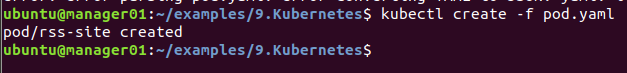 ubuntu@manager01:~/examples/9.Kubernetes$ kubectl create -f pod.yaml
pod/rss-site created
ubuntu@manager01:~/examples/9.Kubernetes$